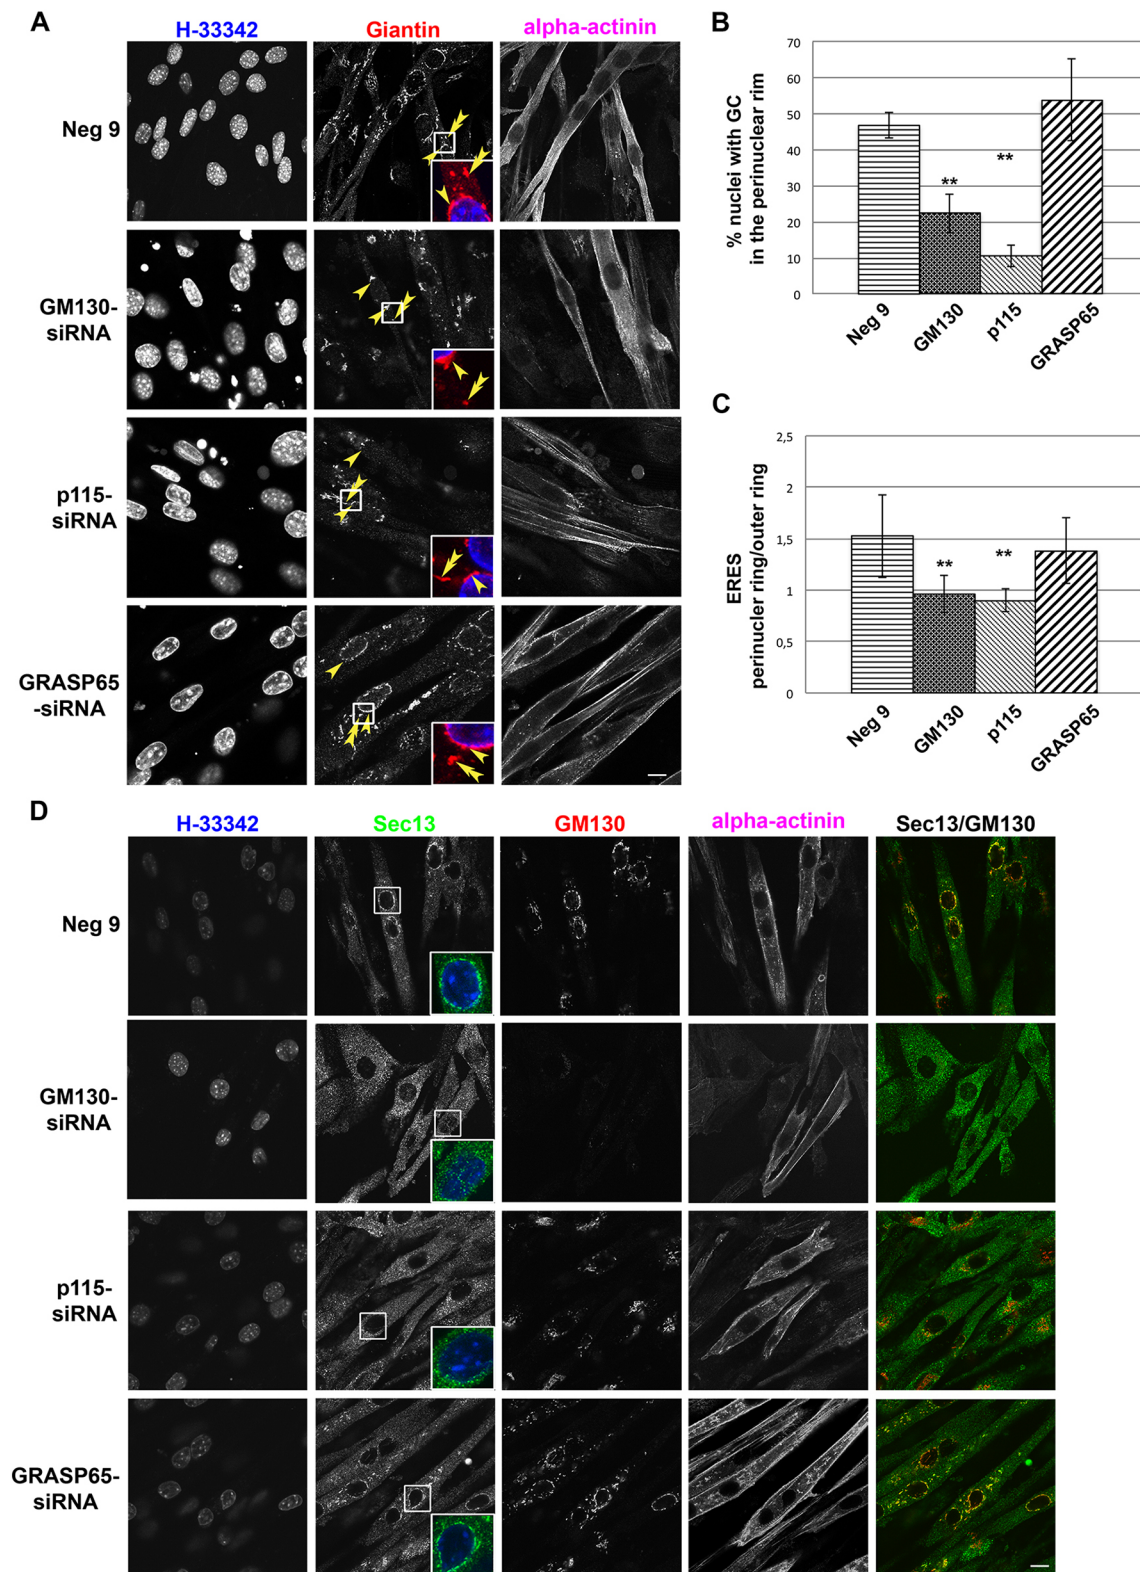 A
H-33342
Giantin
alpha-actinin
Neg 9
GM130-
siRNA
p115-
siRNA
GRASP65
-siRNA
B
% nuclei with GC
in the perinuclear rim
70
60
50
40
30
20
10
0
**
**
Neg 9
GM130
p115
GRASP65
C
ERES
perinucler ring/outer ring
2,5
2
1,5
1
0,5
0
**
**
Neg 9
GM130
p115
GRASP65
D
H-33342
Sec13
GM130
alpha-actinin
Sec13/GM130
Neg 9
GM130-
siRNA
p115-
siRNA
GRASP65-
siRNA